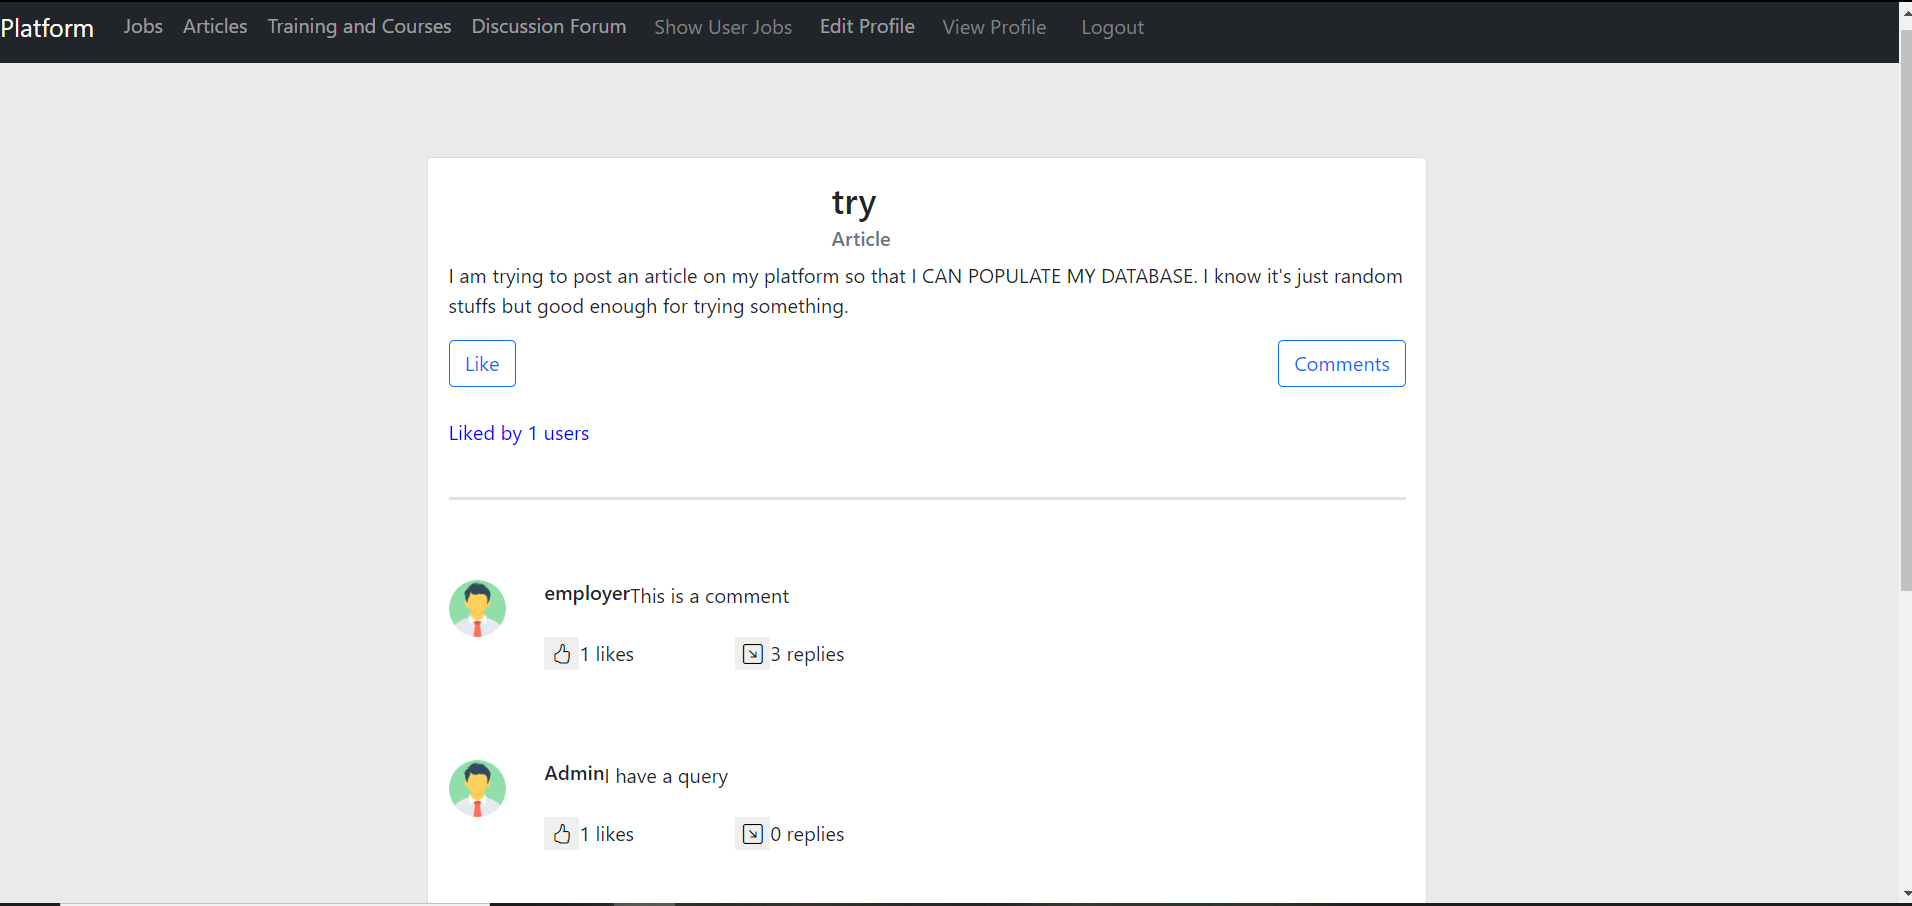 Platform Jobs Articles Training and Courses Discussion Forum Show User Jobs Edit Profile View Profile Logout
try
Article
I am trying to post an article on my platform so that I CAN POPULATE MY DATABASE. I know it's just random
stuffs but good enough for trying something.
Like Comments
Liked by 1 users
employerThis is a comment
1 likes 3 replies
AdminI have a query
1 likes 0 replies